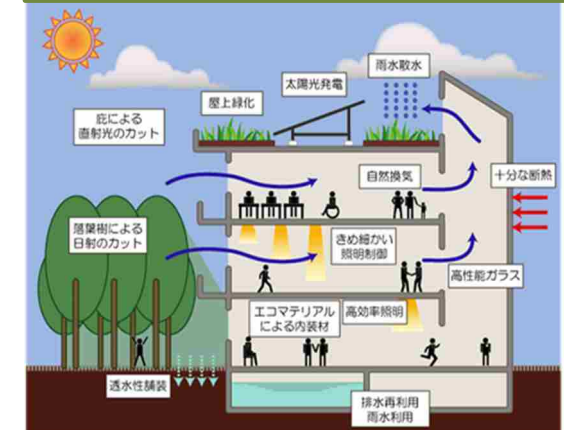 雨水散水
太陽光発電
屋上緑化
庇による
直射光のカット
自然換気
十分な断熱
落葉樹による
日射のカット
きめ細かい
照明制御
高性能ガラス
エコマテリアル
による内装材
高効率照明
透水性舗装
排水再利用
雨水利用